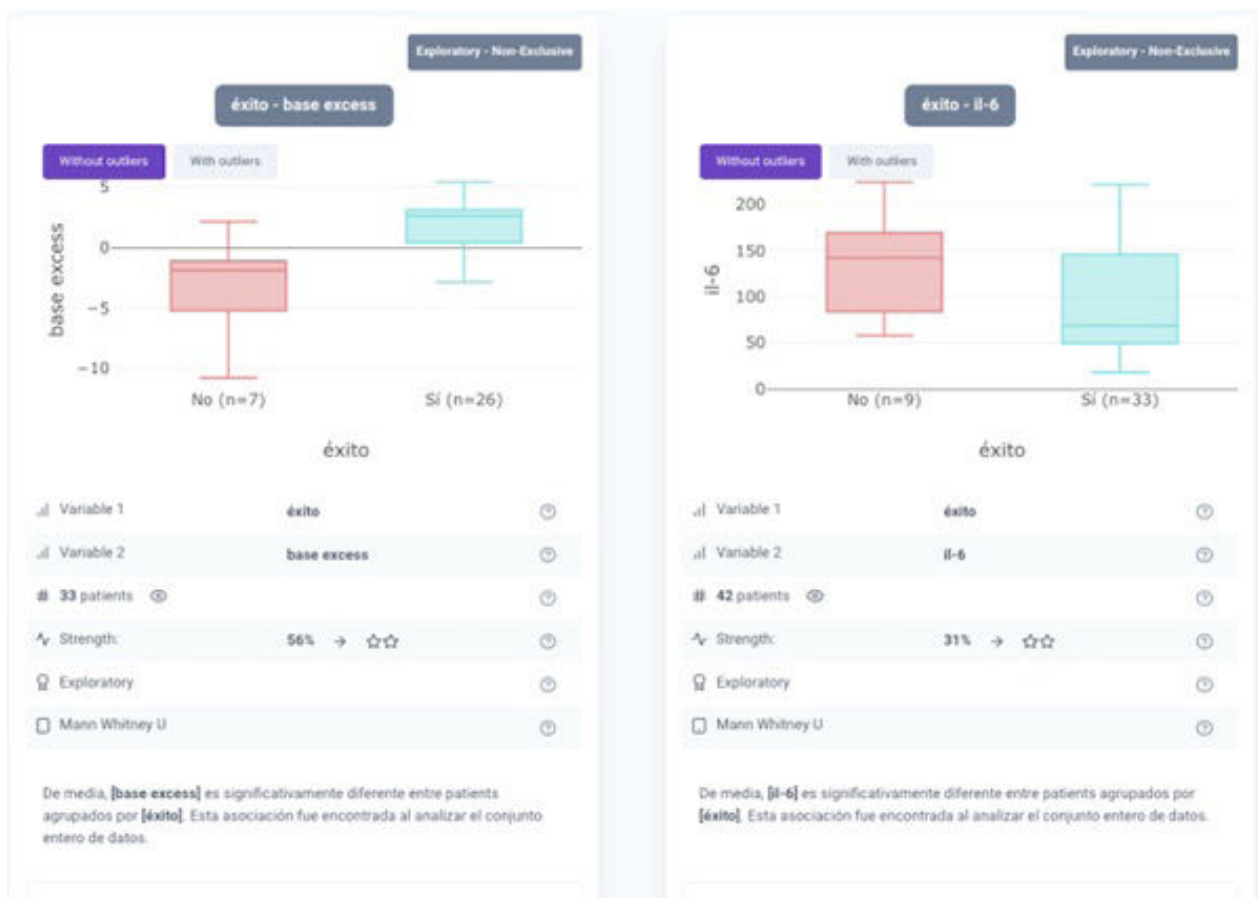 Exploratory - Non-Exclusive
éxito - base excess
Without outliers
With outliers
5
0
−5
−10
base excess
No (n=7)
Sí (n=26)
éxito
Variable 1
éxito
Variable 2
base excess
# 33 patients
Strength:
56% →
Exploratory
Mann Whitney U
De media, [base excess] es significativamente diferente entre patients
agrupados por [éxito]. Esta asociación fue encontrada al analizar el conjunto
entero de datos.
Exploratory - Non-Exclusive
éxito - il-6
Without outliers
With outliers
200
150
100
50
0
il-6
No (n=9)
Sí (n=33)
éxito
Variable 1
éxito
Variable 2
il-6
# 42 patients
Strength:
31% →
Exploratory
Mann Whitney U
De media, [il-6] es significativamente diferente entre patients agrupados por
[éxito]. Esta asociación fue encontrada al analizar el conjunto entero de datos.